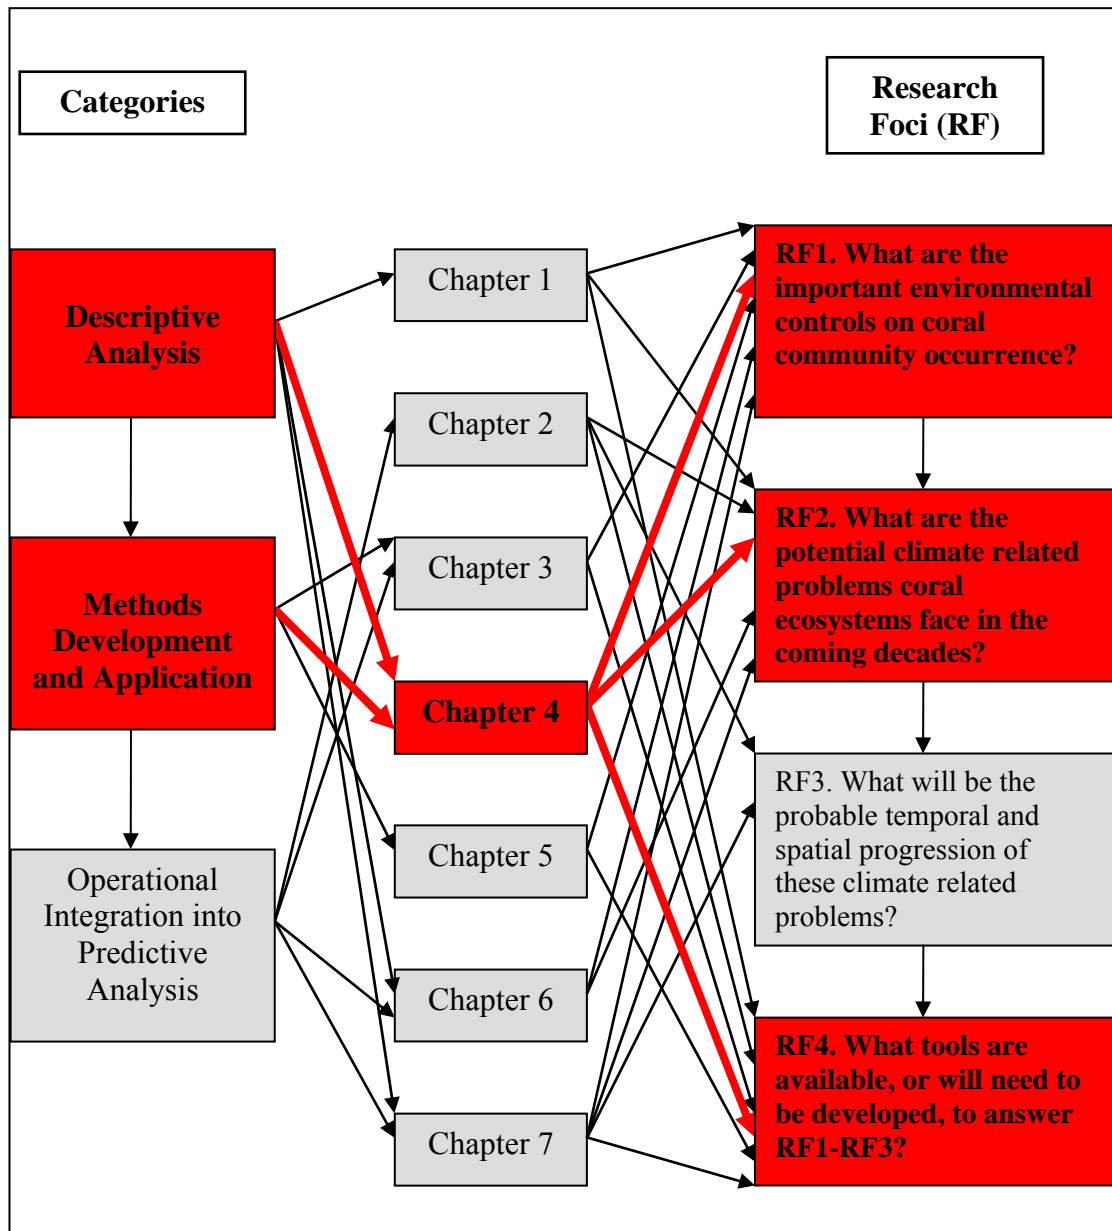 Categories
Research
Foci (RF)
Descriptive
Analysis
Methods
Development
and Application
Operational
Integration into
Predictive
Analysis
Chapter 1
Chapter 2
Chapter 3
Chapter 4
Chapter 5
Chapter 6
Chapter 7
RF1. What are the
important environmental
controls on coral
community occurrence?
RF2. What are the
potential climate related
problems coral
ecosystems face in the
coming decades?
RF3. What will be the
probable temporal and
spatial progression of
these climate related
problems?
RF4. What tools are
available, or will need to
be developed, to answer
RF1-RF3?